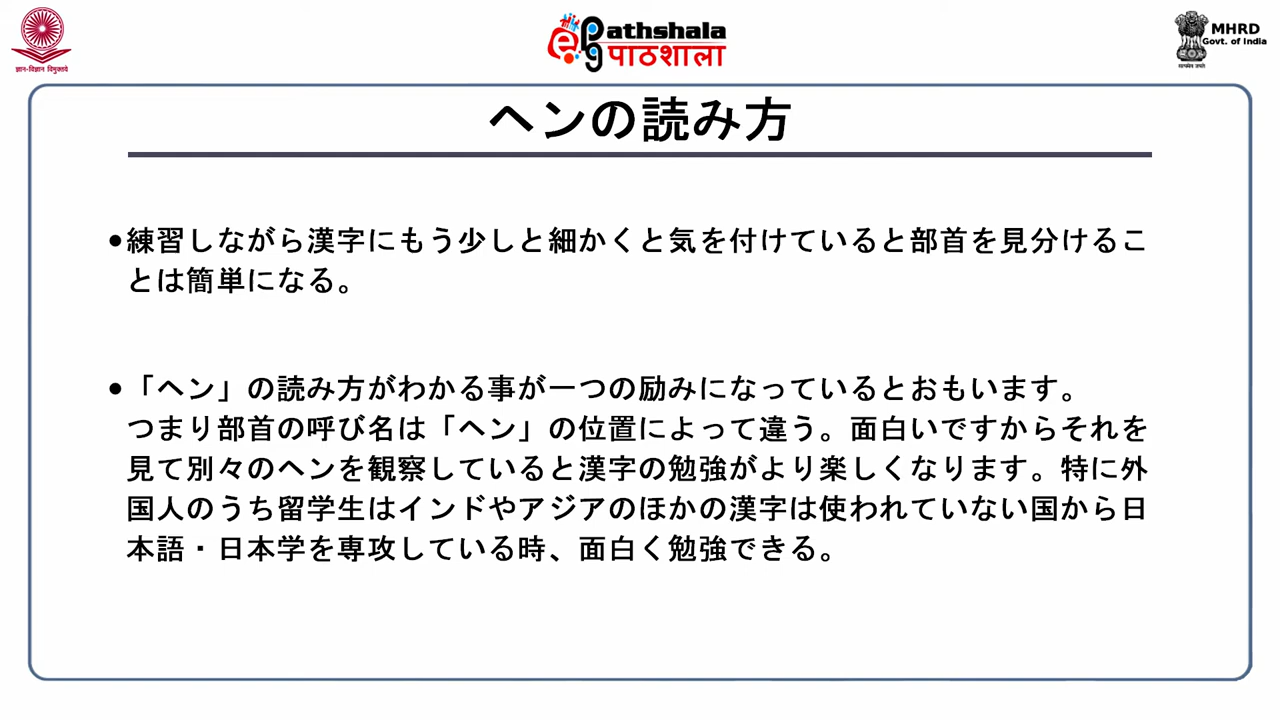 ज्ञान-विज्ञान विमुक्तये
ePGPathshala
पाठशाला
MHRD
Govt. of India
सत्यमेव जयते
ヘンの読み方
●練習しながら漢字にもう少しと細かくと気を付けていると部首を見分けるこ
とは簡単になる。
●「ヘン」の読み方がわかる事が一つの励みになっているとおもいます。
つまり部首の呼び名は「ヘン」の位置によって違う。面白いですからそれを
見て別々のヘンを観察していると漢字の勉強がより楽しくなります。特に外
国人のうち留学生はインドやアジアのほかの漢字は使われていない国から日
本語・日本学を専攻している時、面白く勉強できる。